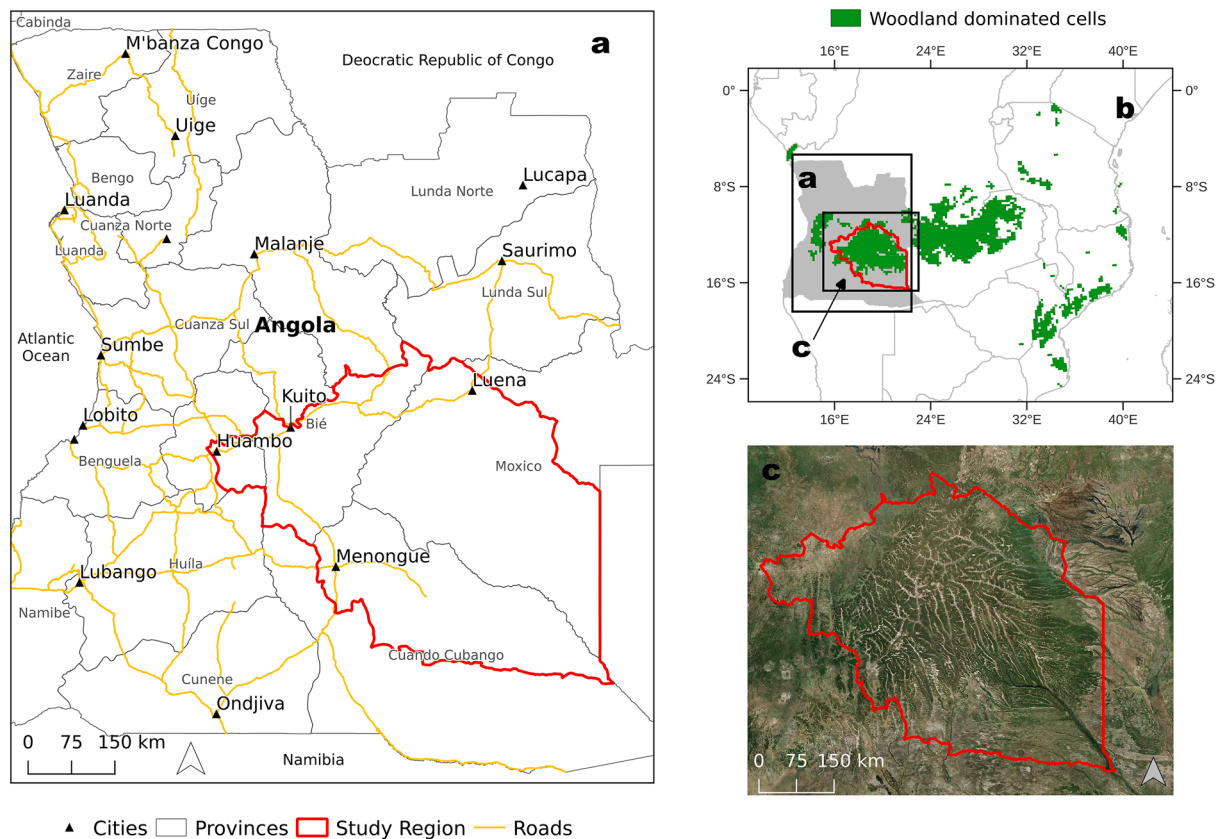 Cabinda
M'banza Congo
a
Zaire
Deocratic Republic of Congo
Uíge
Uige
Bengo
Lucapa
Lunda Norte
Luanda
Cuanza Norte
Luanda
Malanje
Saurimo
Lunda Sul
Cuanza Sul
Angola
Atlantic
Ocean
Sumbe
Luena
Kuito
Lobito
Bié
Huambo
Benguela
Moxico
Menongue
Huíla
Lubango
Namibe
Cuando Cubango
Cunene
Ondjiva
0 75 150 km
Namibia
Cities Provinces Study Region Roads
Woodland dominated cells
16°E 24°E 32°E 40°E
0° 0°
b
a
8°S 8°S
16°S 16°S
c
24°S 24°S
16°E 24°E 32°E 40°E
c
0 75 150 km